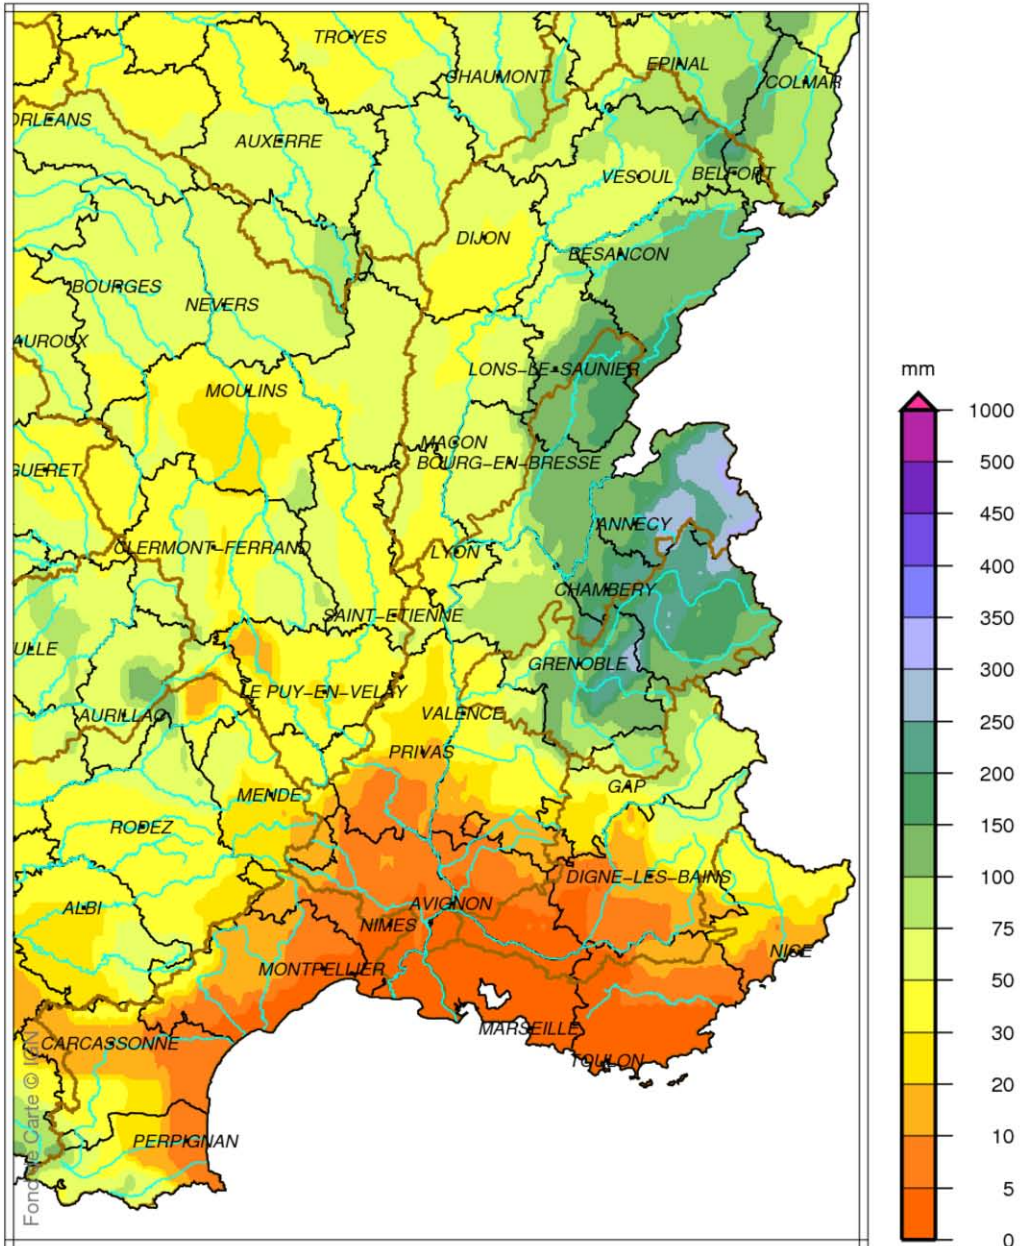 TROYES
CHAUMONT
EPINAL
COLMAR
ORLEANS
AUXERRE
VESOUL
BELFORT
DIJON
BESANCON
BOURGES
NEVERS
AUROUX
LONS-LE-SAUNIER
MOULINS
MACON
BOURG-EN-BRESSE
GUERET
ANNECY
CLERMONT-FERRAND
LYON
CHAMBERY
SAINT-ETIENNE
ULLE
GRENOBLE
LE PUY-EN-VELAY
AURILLAC
VALENCE
PRIVAS
GAP
MENDE
RODEZ
DIGNE-LES-BAINS
AVIGNON
ALBI
NIMES
NICE
MONTPELLIER
MARSEILLE
CARCASSONNE
TOULON
PERPIGNAN
Fond de Carte © IGN
mm
1000
500
450
400
350
300
250
200
150
100
75
50
30
20
10
5
0